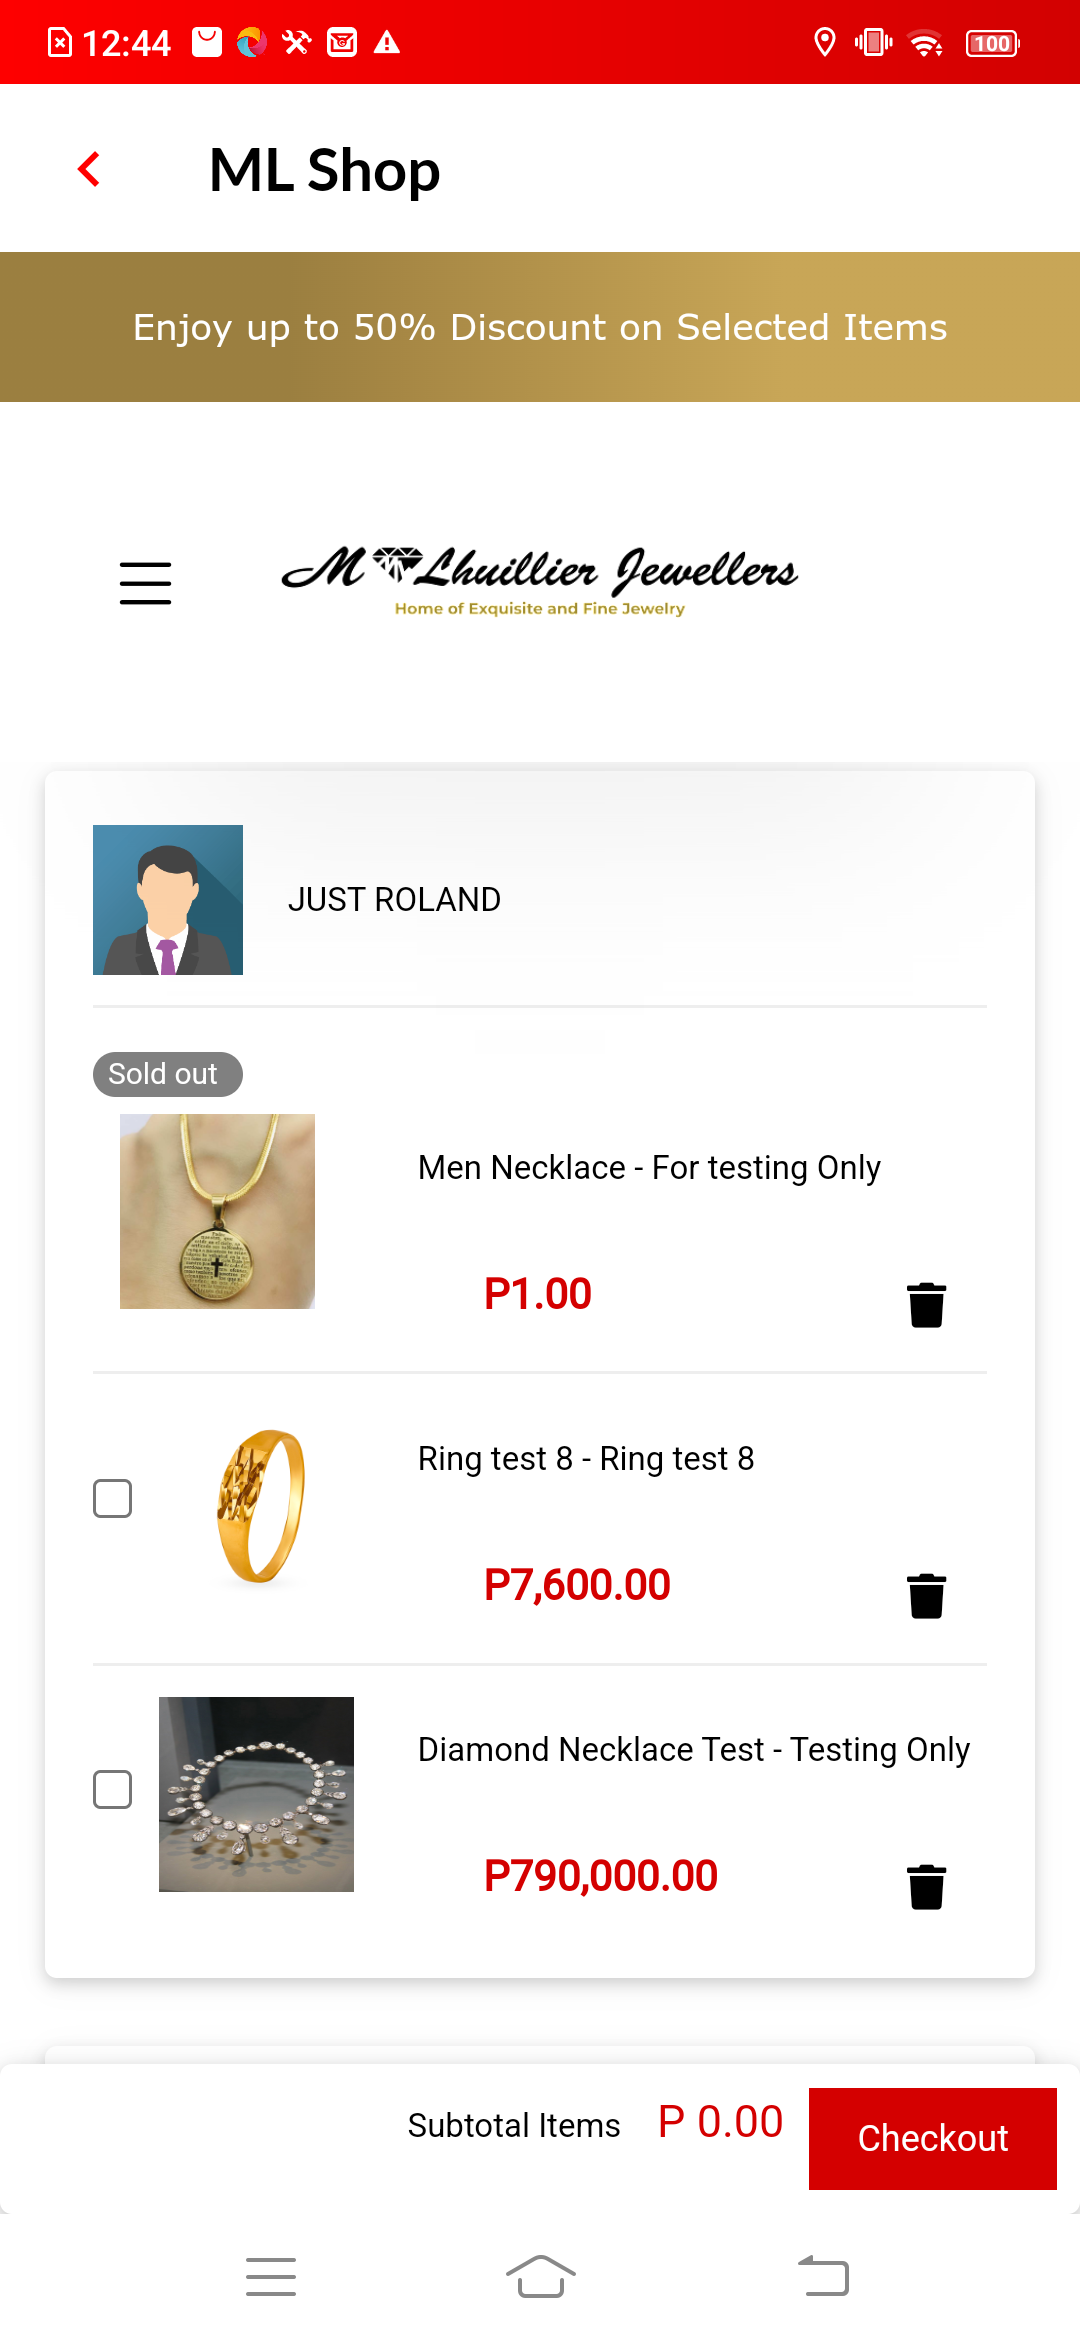 12:44
100
ML Shop
Enjoy up to 50% Discount on Selected Items
M Lhuillier Jewellers
Home of Exquisite and Fine Jewelry
JUST ROLAND
Sold out
Men Necklace - For testing Only
P1.00
Ring test 8 - Ring test 8
P7,600.00
Diamond Necklace Test - Testing Only
P790,000.00
Subtotal Items P 0.00 Checkout